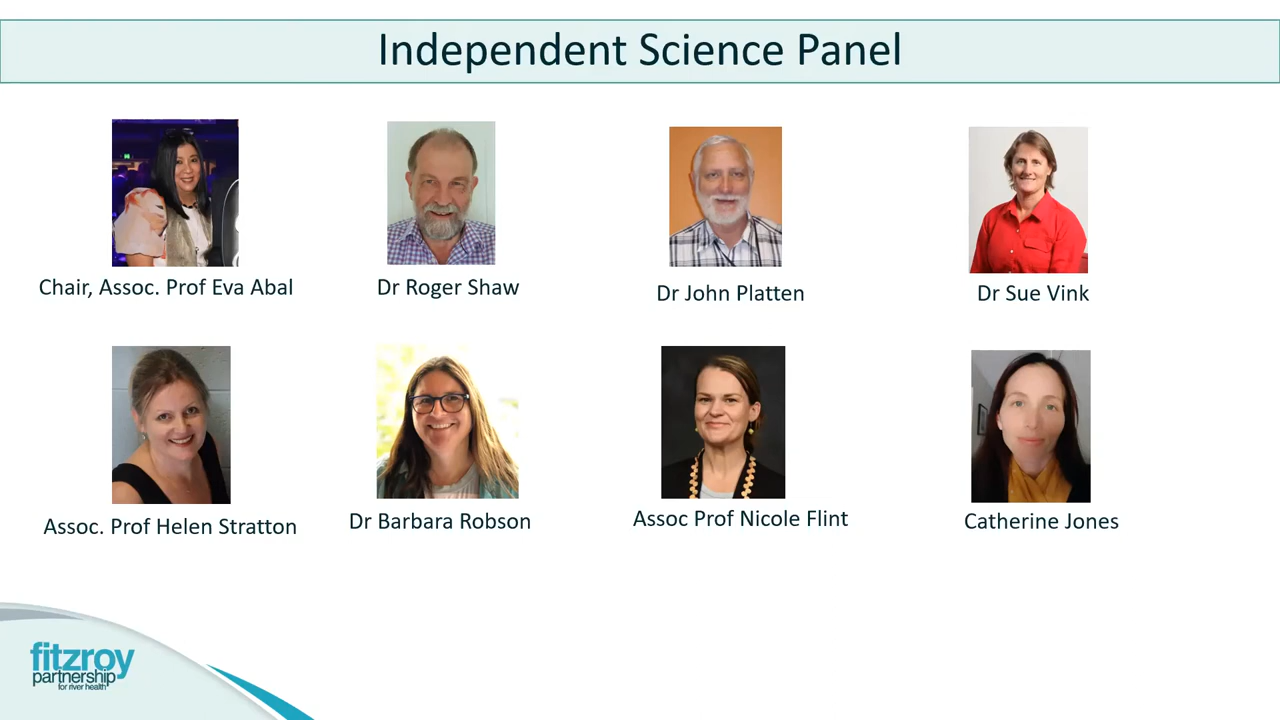 Independent Science Panel
Chair, Assoc. Prof Eva Abal
Dr Roger Shaw
Dr John Platten
Dr Sue Vink
Assoc. Prof Helen Stratton
Dr Barbara Robson
Assoc Prof Nicole Flint
Catherine Jones
fitzroy
partnership
for river health